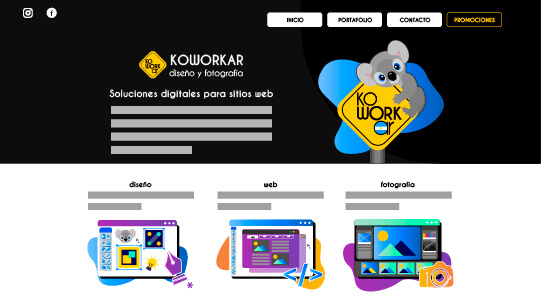 INICIO
PORTAFOLIO
CONTACTO
PROMOCIONES
KO
WORK
ar
KOWORKAR
diseño y fotografía
Soluciones digitales para sitios web
KO
WORK
ar
diseño
web
fotografía